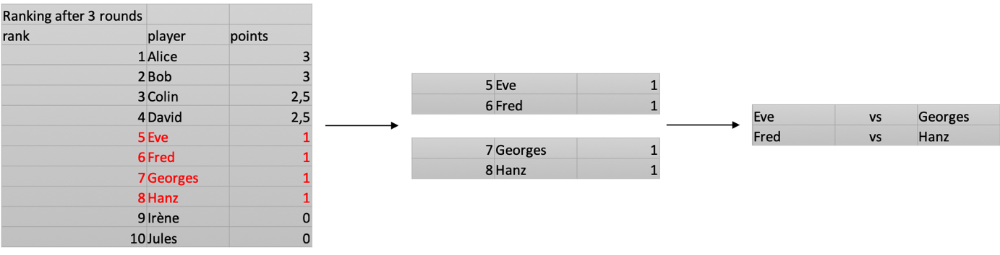 Ranking after 3 rounds
rank player points
1 Alice 3
2 Bob 3
3 Colin 2,5
4 David 2,5
5 Eve 1
6 Fred 1
7 Georges 1
8 Hanz 1
9 Irène 0
10 Jules 0
5 Eve 1
6 Fred 1
7 Georges 1
8 Hanz 1
Eve vs Georges
Fred vs Hanz